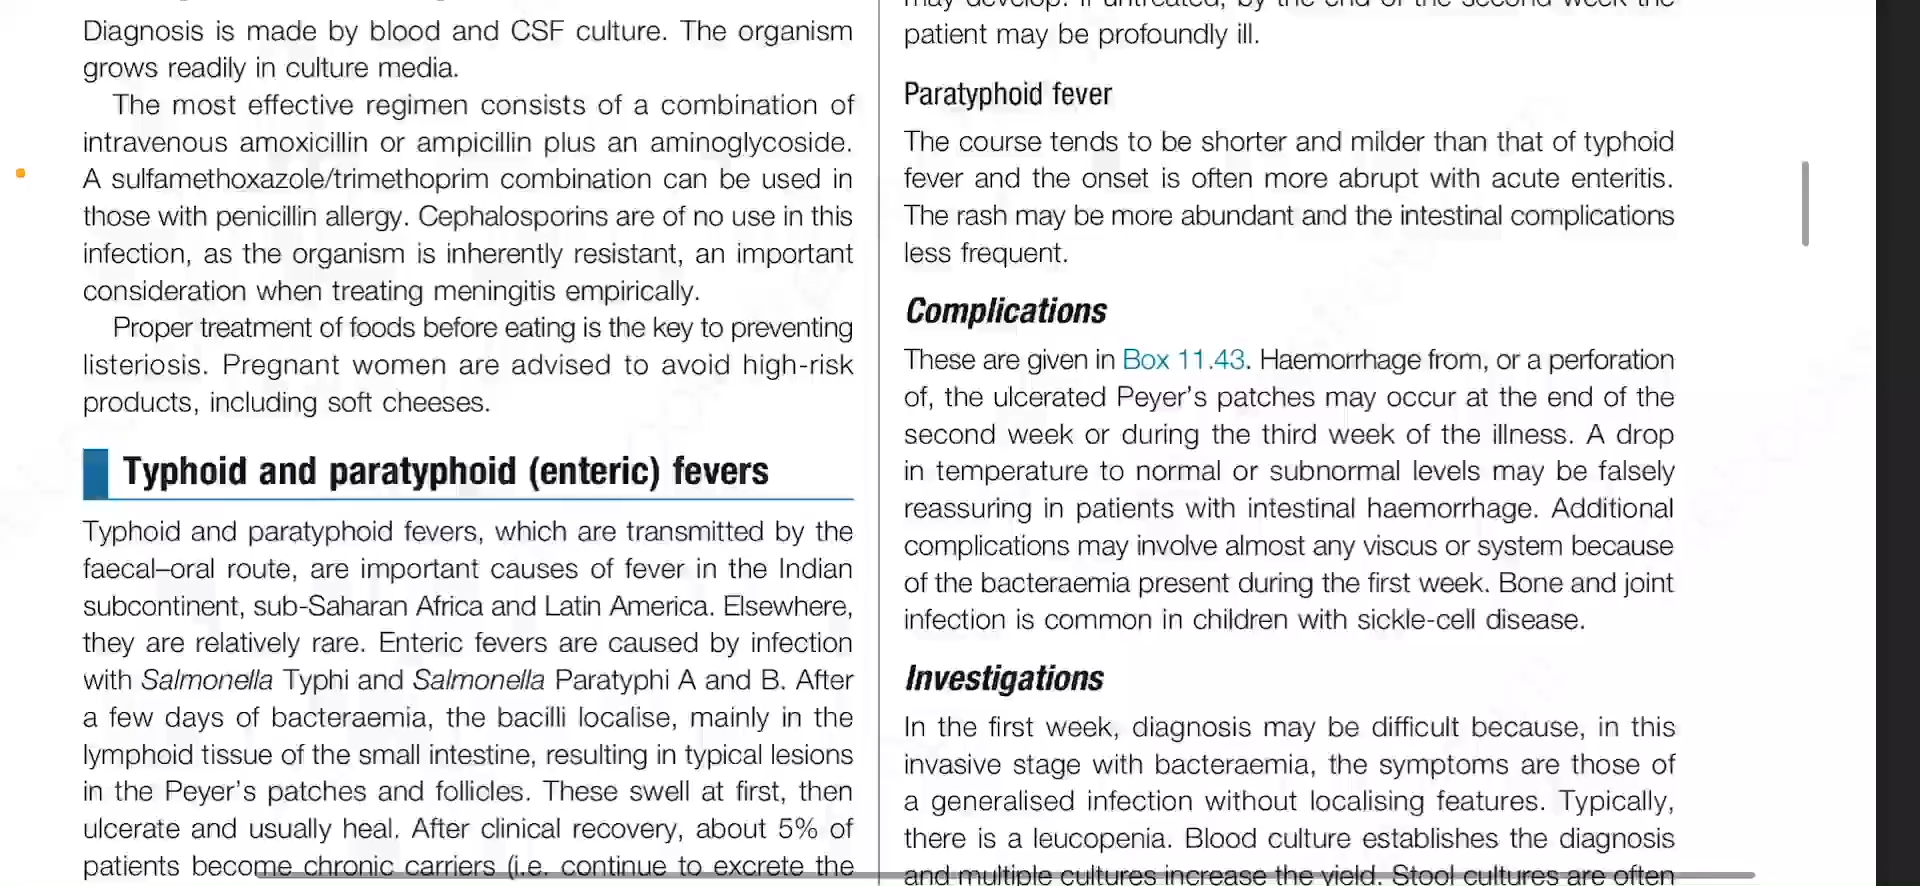 Diagnosis is made by blood and CSF culture. The organism
grows readily in culture media.
The most effective regimen consists of a combination of
intravenous amoxicillin or ampicillin plus an aminoglycoside.
A sulfamethoxazole/trimethoprim combination can be used in
those with penicillin allergy. Cephalosporins are of no use in this
infection, as the organism is inherently resistant, an important
consideration when treating meningitis empirically.
Proper treatment of foods before eating is the key to preventing
listeriosis. Pregnant women are advised to avoid high-risk
products, including soft cheeses.
Typhoid and paratyphoid (enteric) fevers
Typhoid and paratyphoid fevers, which are transmitted by the
faecal–oral route, are important causes of fever in the Indian
subcontinent, sub-Saharan Africa and Latin America. Elsewhere,
they are relatively rare. Enteric fevers are caused by infection
with Salmonella Typhi and Salmonella Paratyphi A and B. After
a few days of bacteraemia, the bacilli localise, mainly in the
lymphoid tissue of the small intestine, resulting in typical lesions
in the Peyer's patches and follicles. These swell at first, then
ulcerate and usually heal. After clinical recovery, about 5% of
patients become chronic carriers (i.e. continue to excrete the
may develop. If untreated, by the end of the second week the
patient may be profoundly ill.
Paratyphoid fever
The course tends to be shorter and milder than that of typhoid
fever and the onset is often more abrupt with acute enteritis.
The rash may be more abundant and the intestinal complications
less frequent.
Complications
These are given in Box 11.43. Haemorrhage from, or a perforation
of, the ulcerated Peyer's patches may occur at the end of the
second week or during the third week of the illness. A drop
in temperature to normal or subnormal levels may be falsely
reassuring in patients with intestinal haemorrhage. Additional
complications may involve almost any viscus or system because
of the bacteraemia present during the first week. Bone and joint
infection is common in children with sickle-cell disease.
Investigations
In the first week, diagnosis may be difficult because, in this
invasive stage with bacteraemia, the symptoms are those of
a generalised infection without localising features. Typically,
there is a leucopenia. Blood culture establishes the diagnosis
and multiple cultures increase the yield. Stool cultures are often